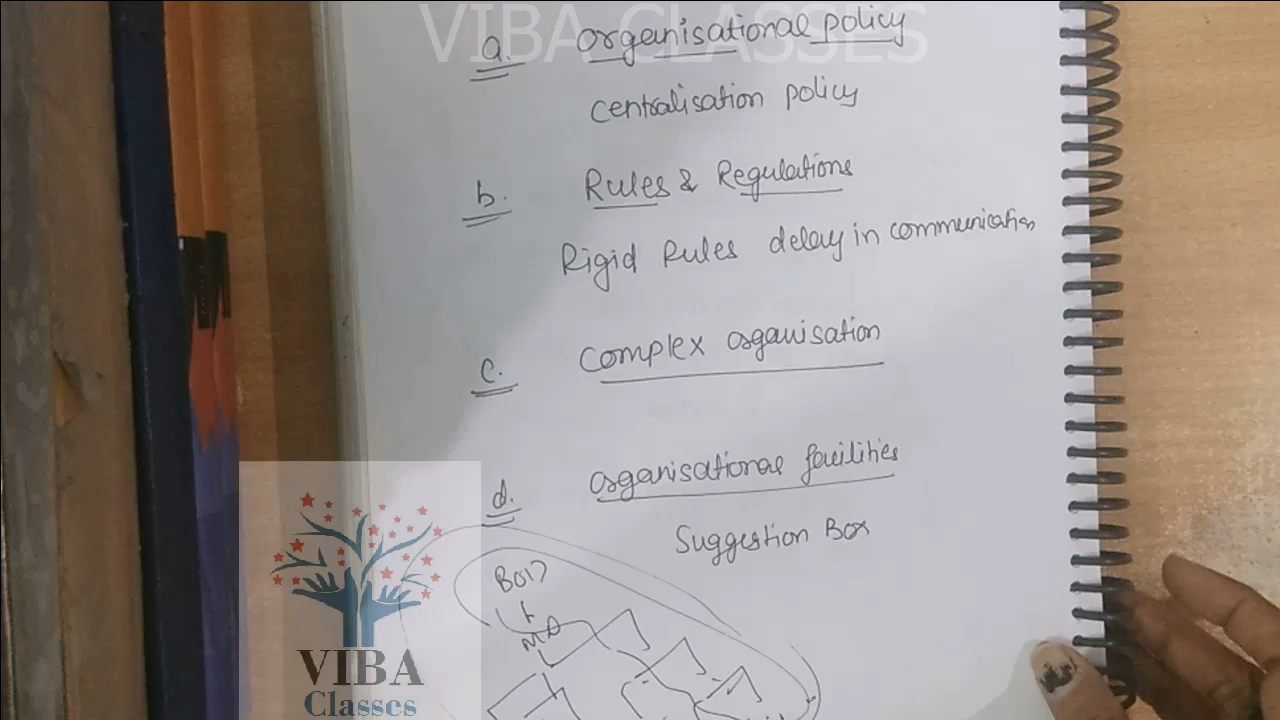 VIBA CLASSES
a. organisational policy
centralisation policy
b. Rules & Regulations
Rigid Rules delay in communication
c. Complex organisation
d. organisational facilities
Suggestion Box
BOD
MD
VIBA
Classes